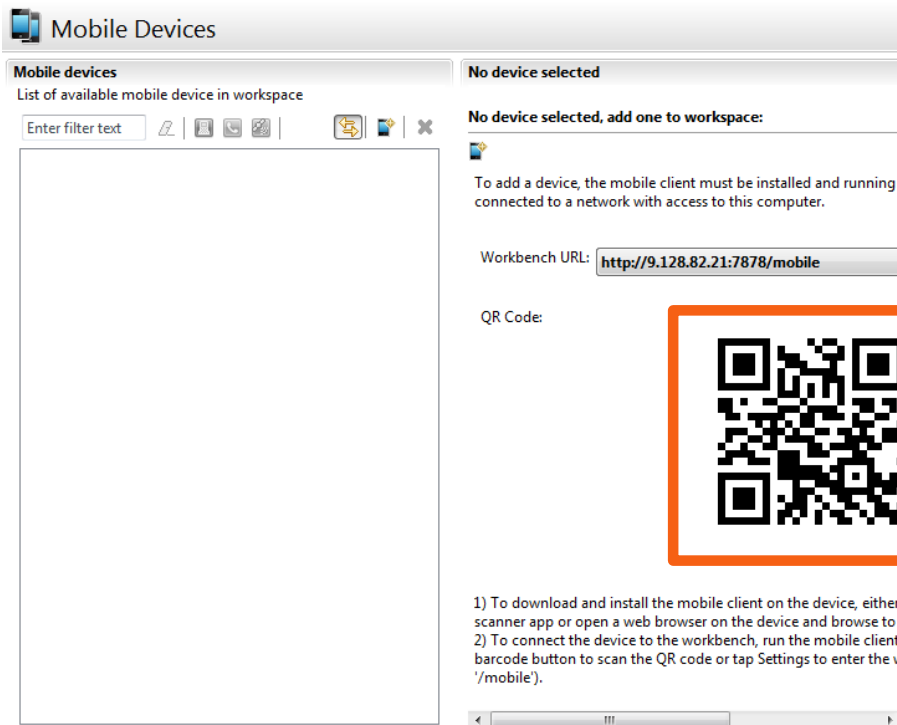 Mobile Devices
Mobile devices
List of available mobile device in workspace
Enter filter text
No device selected
No device selected, add one to workspace:
To add a device, the mobile client must be installed and running
connected to a network with access to this computer.
Workbench URL:
http://9.128.82.21:7878/mobile
QR Code:
1) To download and install the mobile client on the device, either
scanner app or open a web browser on the device and browse to
2) To connect the device to the workbench, run the mobile client
barcode button to scan the QR code or tap Settings to enter the
'/mobile').